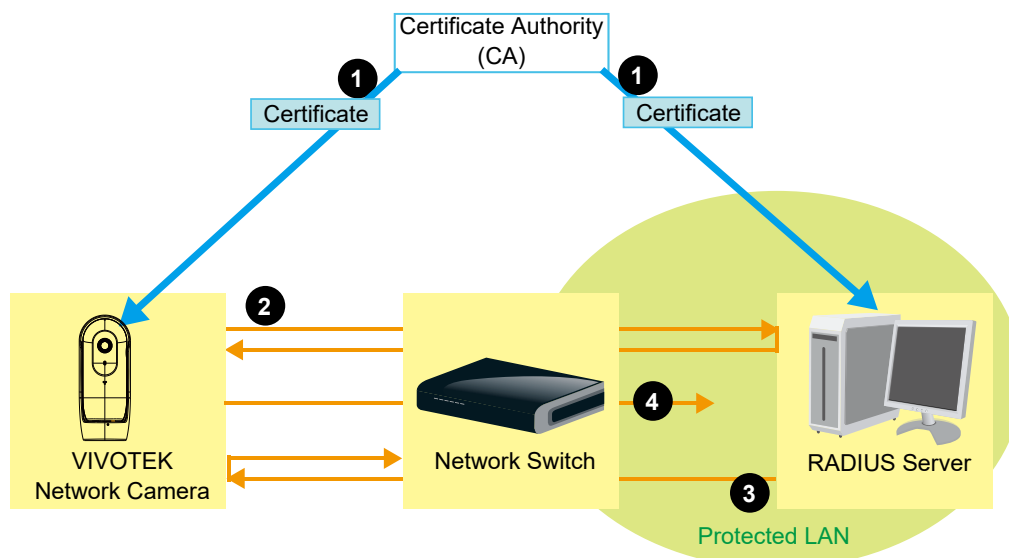 Certificate Authority
(CA)
1
1
Certificate
Certificate
2
4
VIVOTEK
Network Camera
Network Switch
RADIUS Server
3
Protected LAN